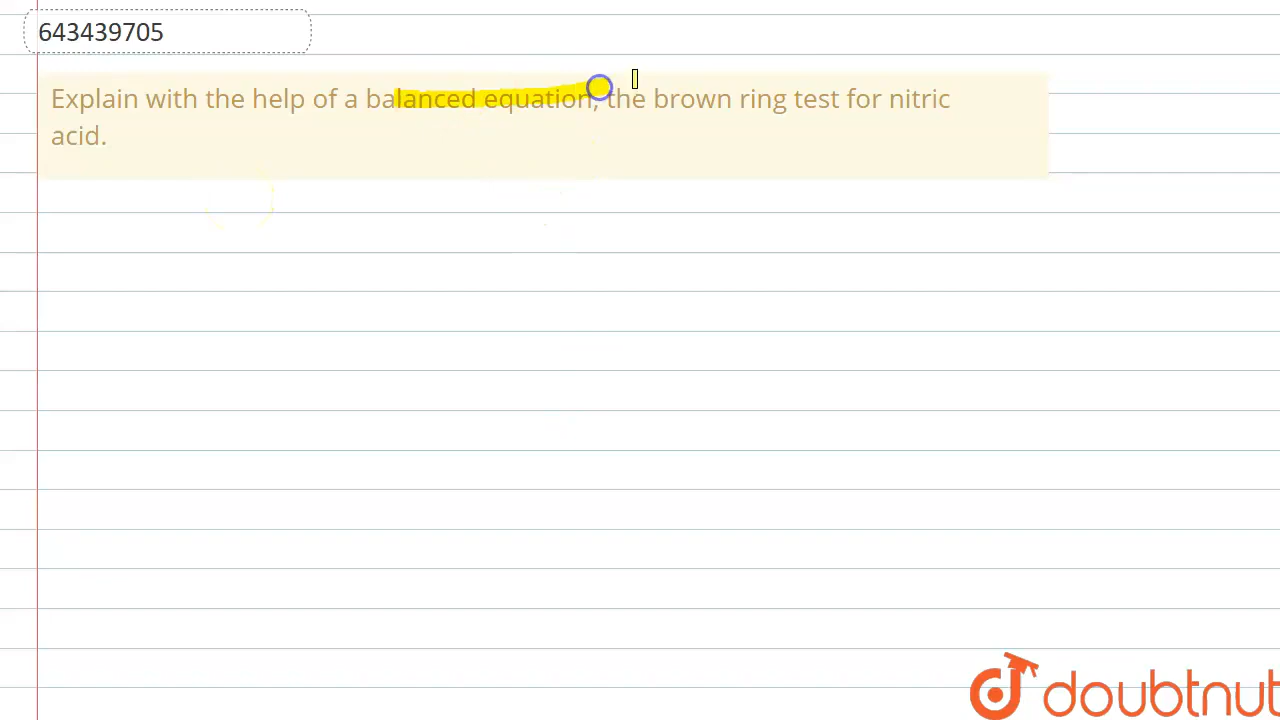 643439705
Explain with the help of a balanced equation, the brown ring test for nitric
acid.
doubtnut